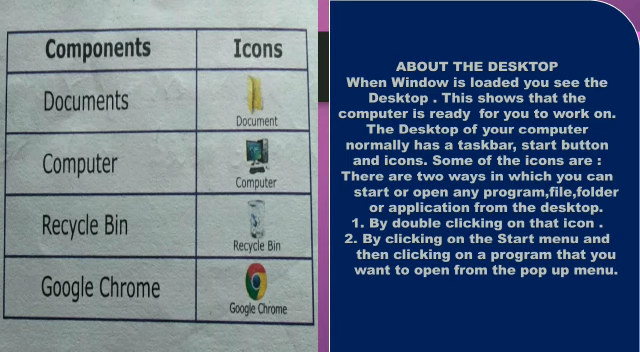 Components Icons
Documents
Document
Computer
Computer
Recycle Bin
Recycle Bin
Google Chrome
Google Chrome
ABOUT THE DESKTOP
When Window is loaded you see the
Desktop . This shows that the
computer is ready for you to work on.
The Desktop of your computer
normally has a taskbar, start button
and icons. Some of the icons are :
There are two ways in which you can
start or open any program,file,folder
or application from the desktop.
1. By double clicking on that icon .
2. By clicking on the Start menu and
then clicking on a program that you
want to open from the pop up menu.